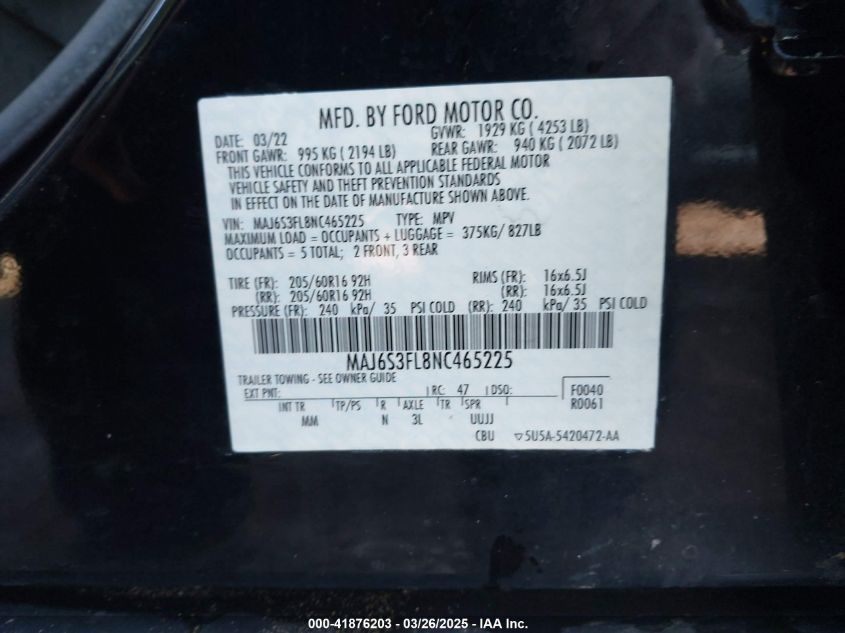 MFD. BY FORD MOTOR CO.
DATE: 03/22 GVWR: 1929 KG ( 4253 LB)
FRONT GAWR: 995 KG ( 2194 LB) REAR GAWR: 940 KG ( 2072 LB)
THIS VEHICLE CONFORMS TO ALL APPLICABLE FEDERAL MOTOR
VEHICLE SAFETY AND THEFT PREVENTION STANDARDS
IN EFFECT ON THE DATE OF MANUFACTURE SHOWN ABOVE.
VIN: MAJ6S3FL8NC465225 TYPE: MPV
MAXIMUM LOAD = OCCUPANTS + LUGGAGE = 375KG/ 827LB
OCCUPANTS = 5 TOTAL; 2 FRONT, 3 REAR
TIRE (FR): 205/60R16 92H RIMS (FR): 16x6.5J
(RR): 205/60R16 92H (RR): 16x6.5J
PRESSURE (FR): 240 kPa/ 35 PSI COLD (RR): 240 kPa/ 35 PSI COLD
MAJ6S3FL8NC465225
TRAILER TOWING - SEE OWNER GUIDE
EXT PNT: RC: 47 DSO: F0040
INT TR TP/PS R AXLE TR SPR R0061
MM N 3L UUJJ
CBU ▽5U5A-5420472-AA
000-41876203 - 03/26/2025 - IAA Inc.